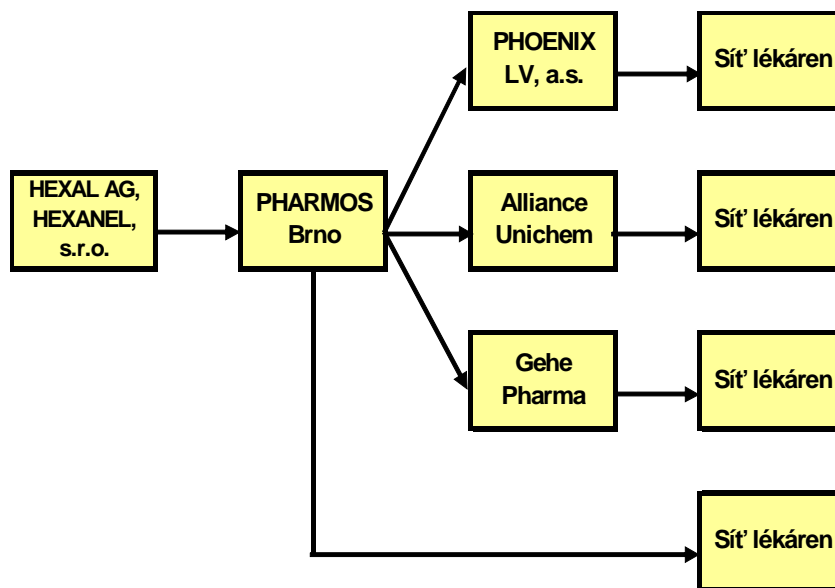 PHOENIX
LV, a.s.
Síť lékáren
HEXAL AG,
HEXANEL,
s.r.o.
PHARMOS
Brno
Alliance
Unichem
Síť lékáren
Gehe
Pharma
Síť lékáren
Síť lékáren